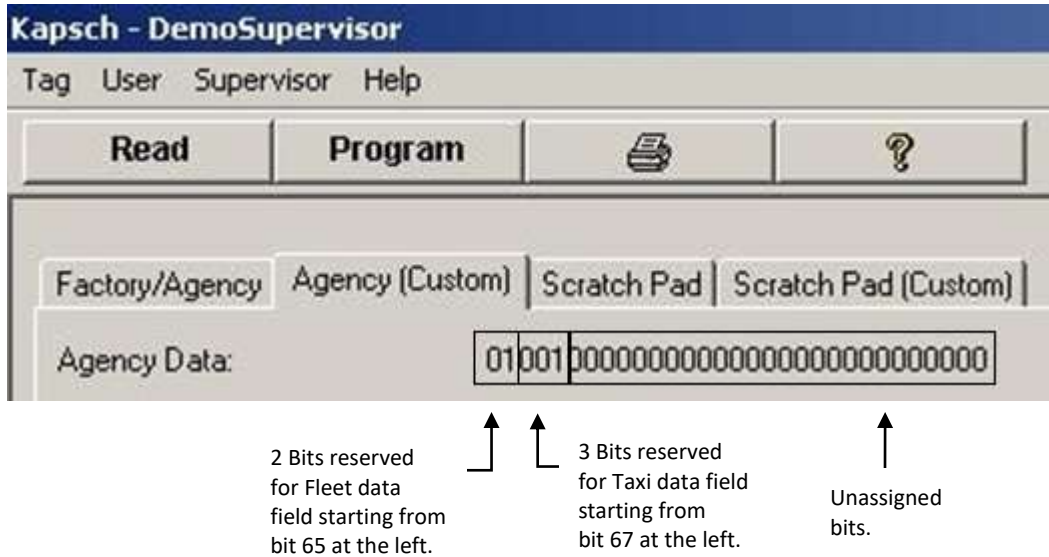 Kapsch - DemoSupervisor
Tag User Supervisor Help
Read Program
Factory/Agency Agency (Custom) Scratch Pad Scratch Pad (Custom)
Agency Data: 01001000000000000000000000000000
2 Bits reserved
for Fleet data
field starting from
bit 65 at the left.
3 Bits reserved
for Taxi data field
starting from
bit 67 at the left.
Unassigned
bits.